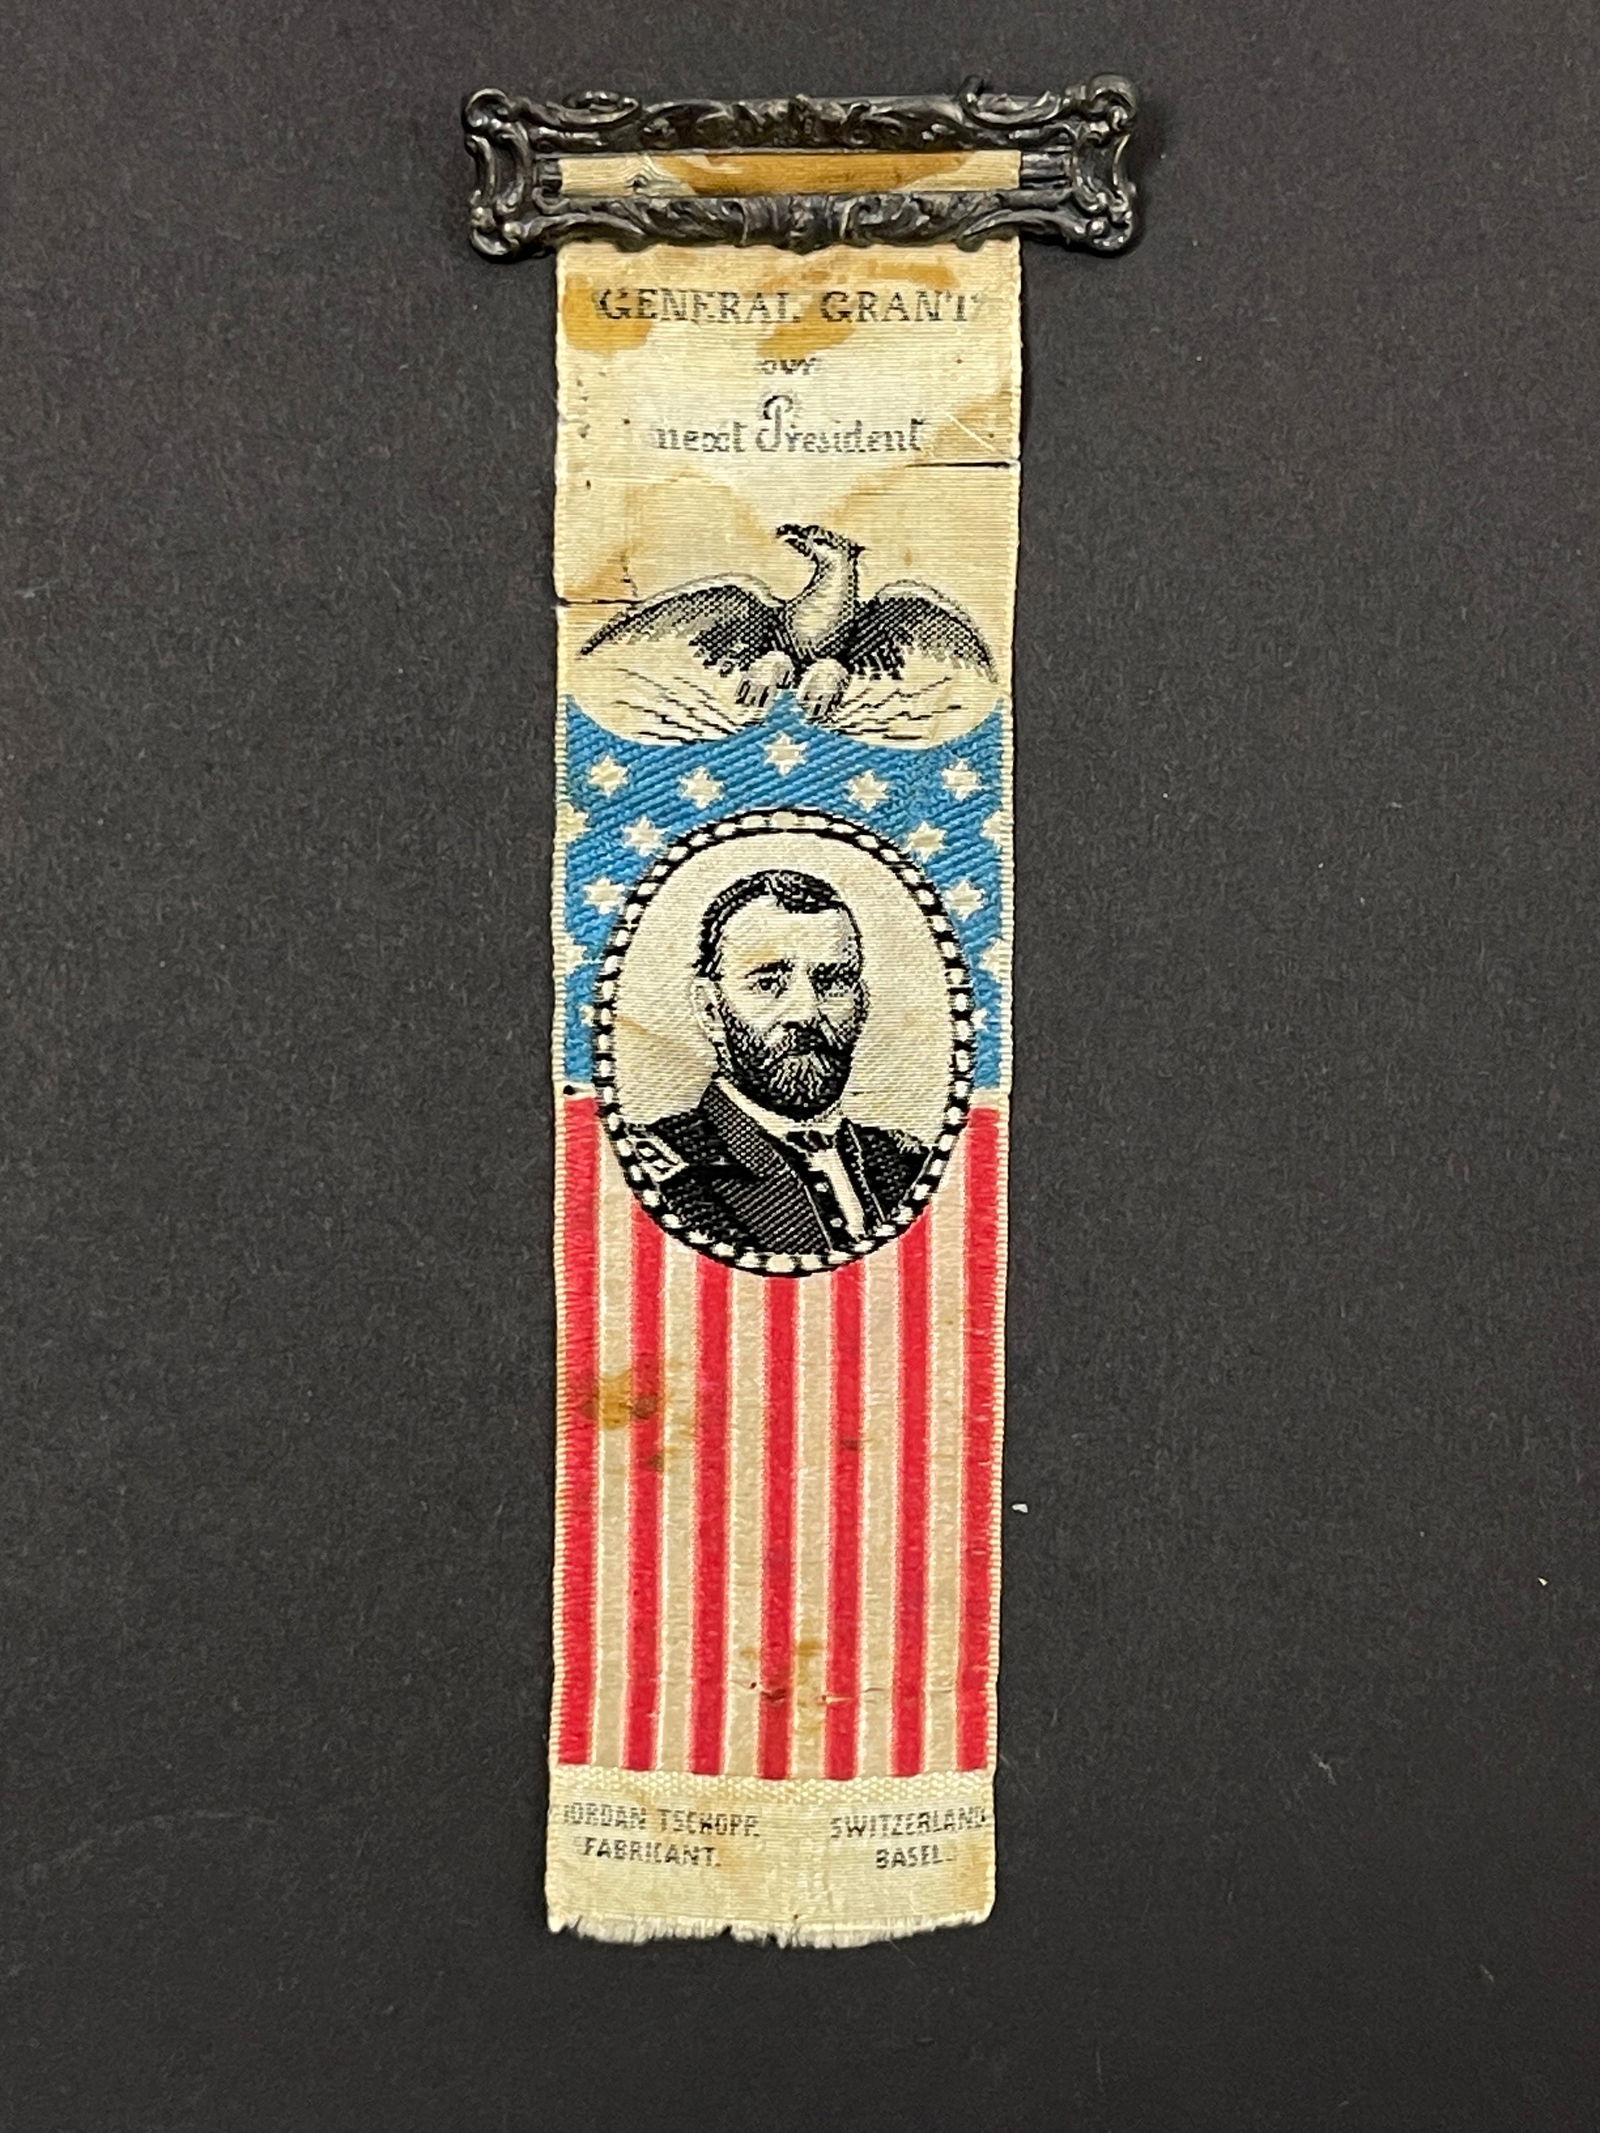 GENERAL GRANT
our
next President
JORDAN TSCHOPP. SWITZERLAND
FABRICANT. BASEL